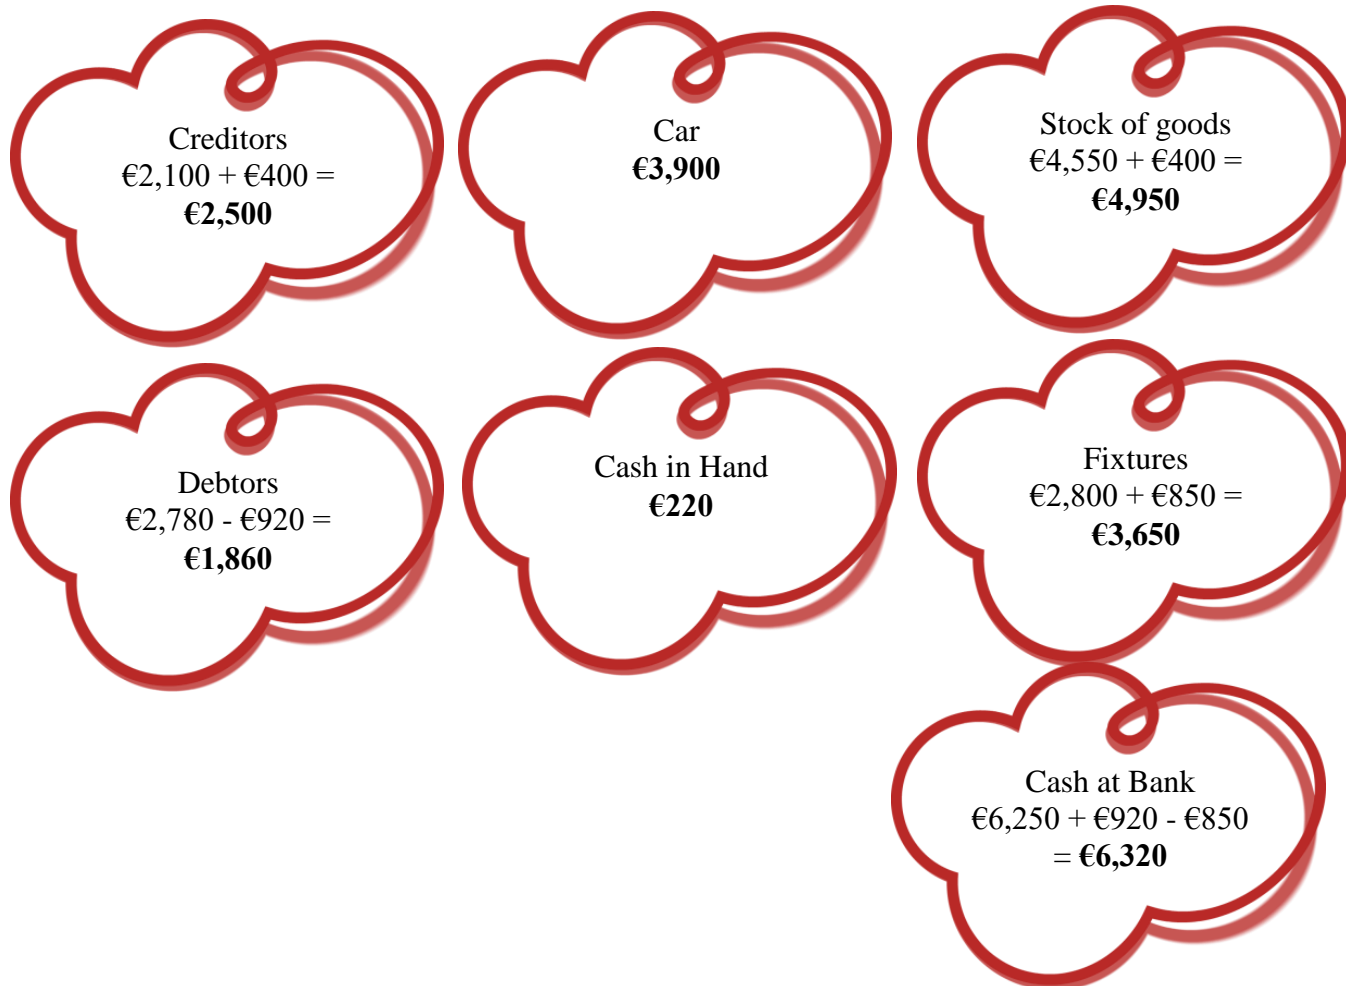 Creditors
€2,100 + €400 =
€2,500
Car
€3,900
Stock of goods
€4,550 + €400 =
€4,950
Debtors
€2,780 - €920 =
€1,860
Cash in Hand
€220
Fixtures
€2,800 + €850 =
€3,650
Cash at Bank
€6,250 + €920 - €850
= €6,320